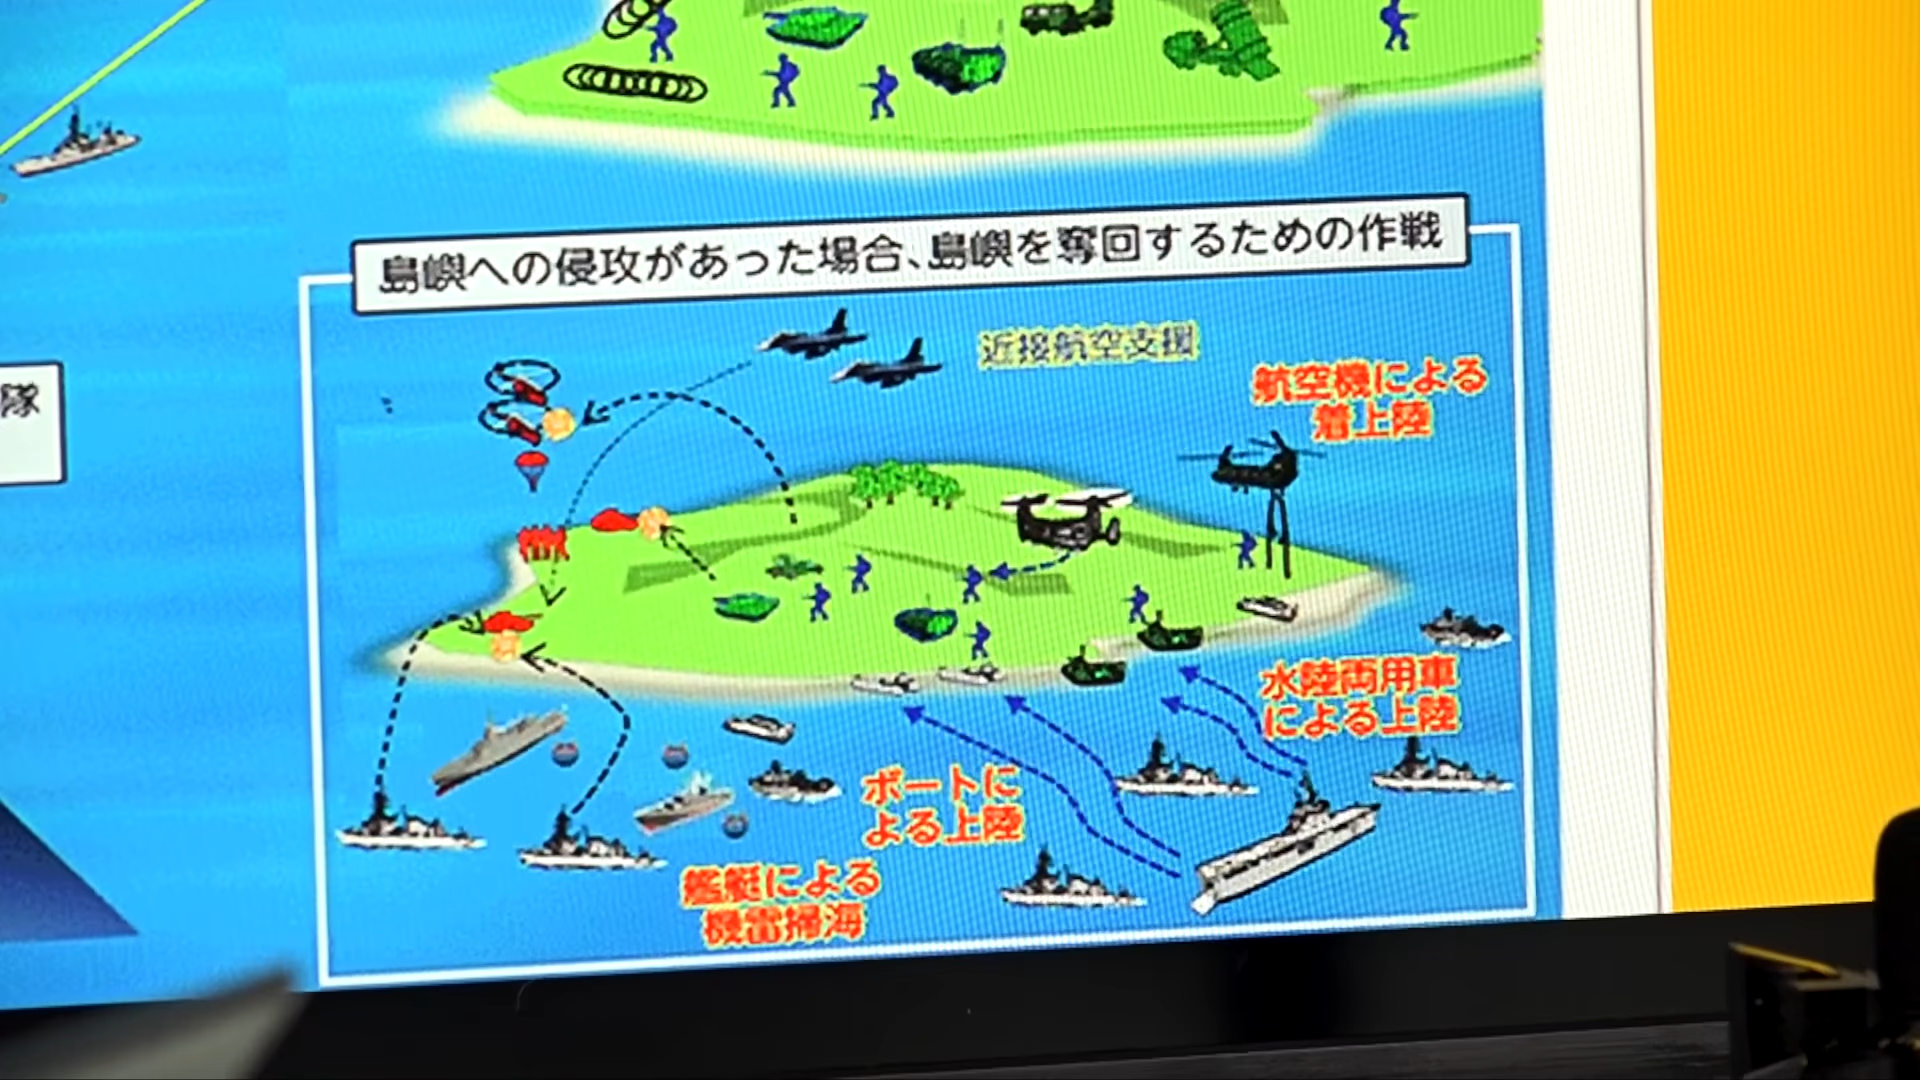 島嶼への侵攻があった場合、島嶼を奪回するための作戦
近接航空支援
航空機による
着上陸
隊
水陸両用車
による上陸
ボートに
よる上陸
艦艇による
機雷掃海